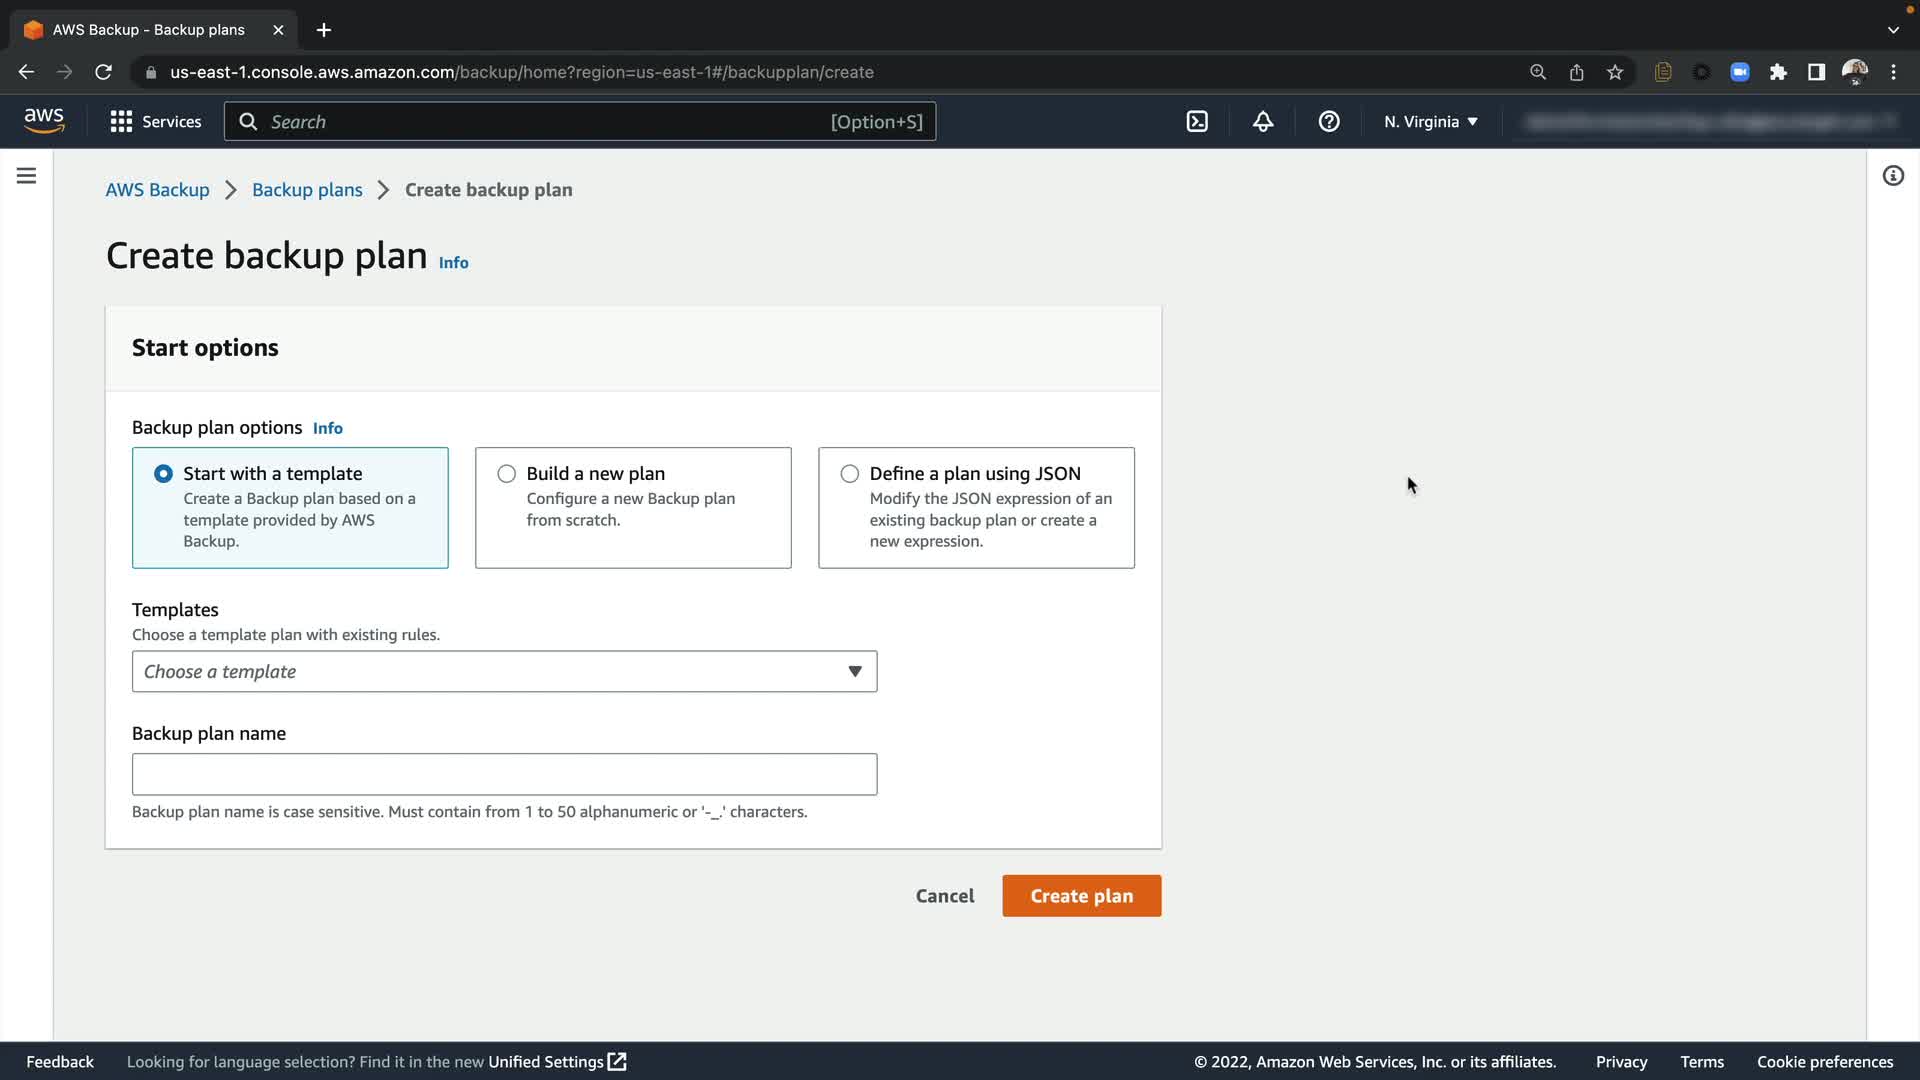 AWS Backup - Backup plans
us-east-1.console.aws.amazon.com/backup/home?region=us-east-1#/backupplan/create
aws
Services
Search
[Option+S]
N. Virginia
AWS Backup
Backup plans
Create backup plan
Create backup plan Info
Start options
Backup plan options Info
Start with a template
Create a Backup plan based on a
template provided by AWS
Backup.
Build a new plan
Configure a new Backup plan
from scratch.
Define a plan using JSON
Modify the JSON expression of an
existing backup plan or create a
new expression.
Templates
Choose a template plan with existing rules.
Choose a template
Backup plan name
Backup plan name is case sensitive. Must contain from 1 to 50 alphanumeric or '-_.' characters.
Cancel
Create plan
Feedback
Looking for language selection? Find it in the new Unified Settings
© 2022, Amazon Web Services, Inc. or its affiliates.
Privacy
Terms
Cookie preferences